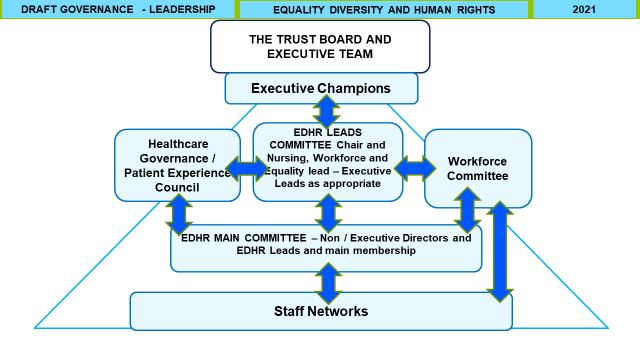 DRAFT GOVERNANCE - LEADERSHIP
EQUALITY DIVERSITY AND HUMAN RIGHTS
2021
THE TRUST BOARD AND
EXECUTIVE TEAM
Executive Champions
Healthcare
Governance /
Patient Experience
Council
EDHR LEADS
COMMITTEE Chair and
Nursing, Workforce and
Equality lead – Executive
Leads as appropriate
Workforce
Committee
EDHR MAIN COMMITTEE – Non / Executive Directors and
EDHR Leads and main membership
Staff Networks